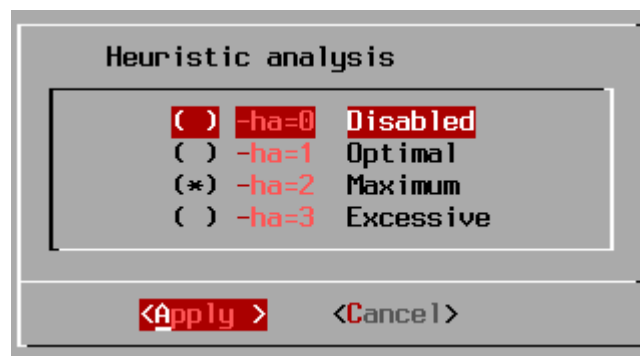 Heuristic analysis
( ) -ha=0 Disabled
( ) -ha=1 Optimal
(*) -ha=2 Maximum
( ) -ha=3 Excessive
<Apply > <Cancel>